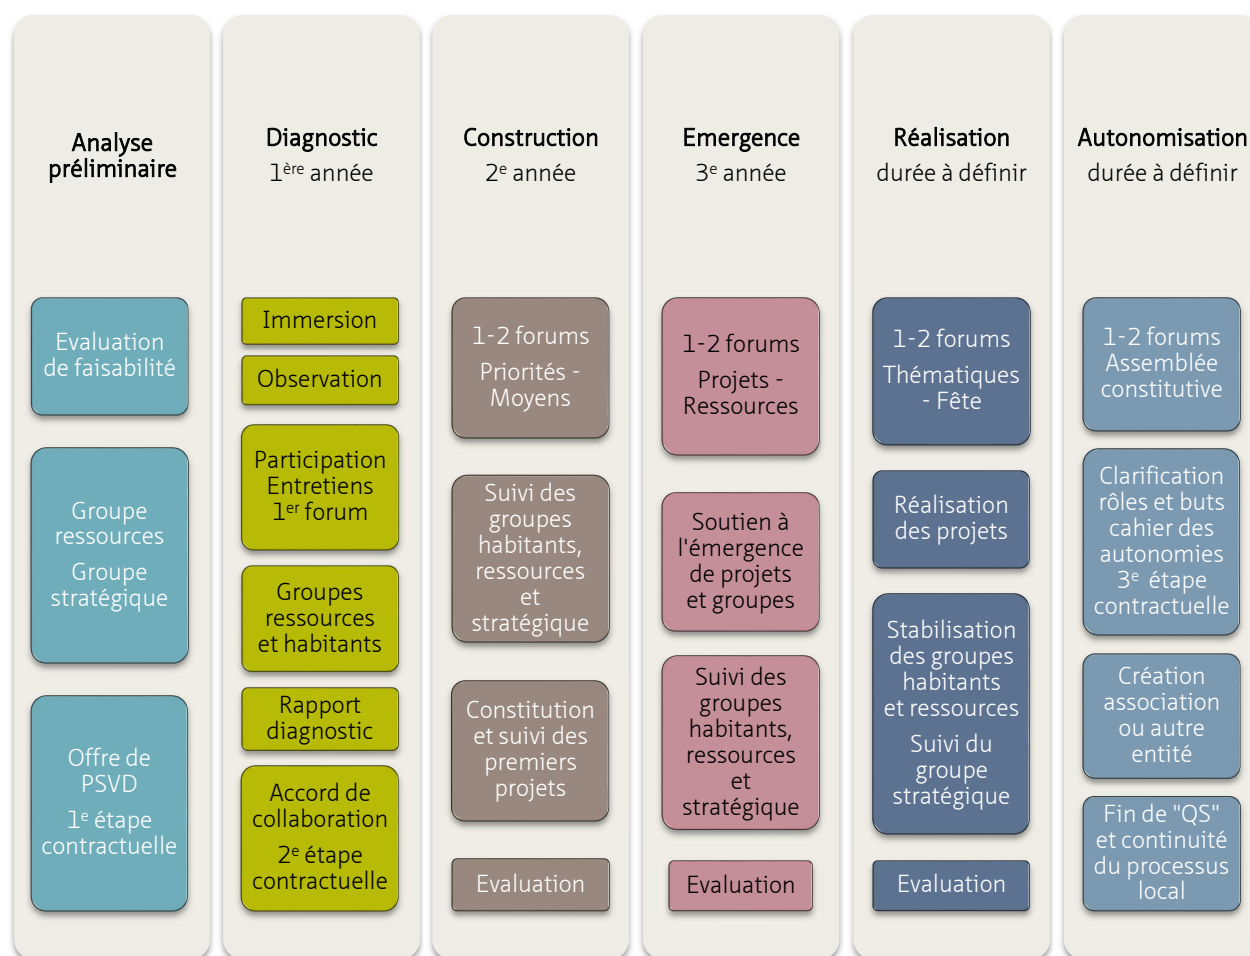 Analyse
préliminaire
Evaluation
de faisabilité
Groupe
ressources
Groupe
stratégique
Offre de
PSVD
1e étape
contractuelle
Diagnostic
1ère année
Immersion
Observation
Participation
Entretiens
1er forum
Groupes
ressources
et habitants
Rapport
diagnostic
Accord de
collaboration
2e étape
contractuelle
Construction
2e année
1-2 forums
Priorités -
Moyens
Suivi des
groupes
habitants,
ressources
et
stratégique
Constitution
et suivi des
premiers
projets
Evaluation
Emergence
3e année
1-2 forums
Projets -
Ressources
Soutien à
l'émergence
de projets
et groupes
Suivi des
groupes
habitants,
ressources
et
stratégique
Evaluation
Réalisation
durée à définir
1-2 forums
Thématiques
- Fête
Réalisation
des projets
Stabilisation
des groupes
habitants
et ressources
Suivi du
groupe
stratégique
Evaluation
Autonomisation
durée à définir
1-2 forums
Assemblée
constitutive
Clarification
rôles et buts
cahier des
autonomies
3e étape
contractuelle
Création
association
ou autre
entité
Fin de "QS"
et continuité
du processus
local